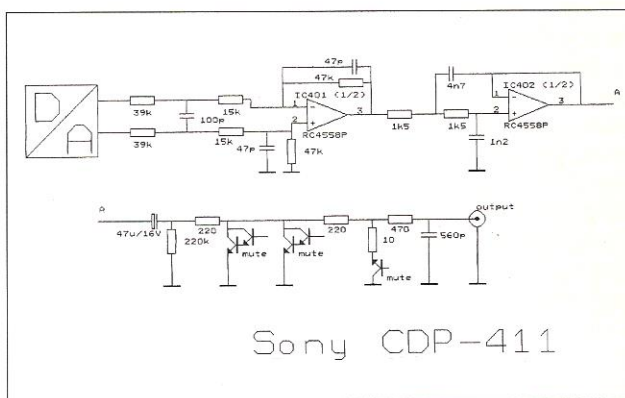 47p
47k
IC401 (1/2)
4n7
IC402 (1/2)
D
A
39k
15k
100p
1
2
3
RC4558P
1k5
1k5
1
2
3
RC4558P
A
39k
15k
47p
47k
1n2
A
47u/16V
220k
220
mute
mute
220
10
470
mute
560p
output
Sony CDP-411